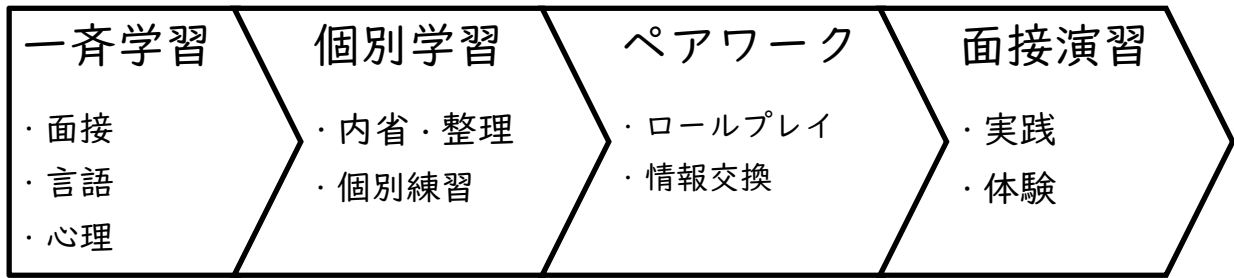 一斉学習
・面接
・言語
・心理
個別学習
・内省・整理
・個別練習
ペアワーク
・ロールプレイ
・情報交換
面接演習
・実践
・体験